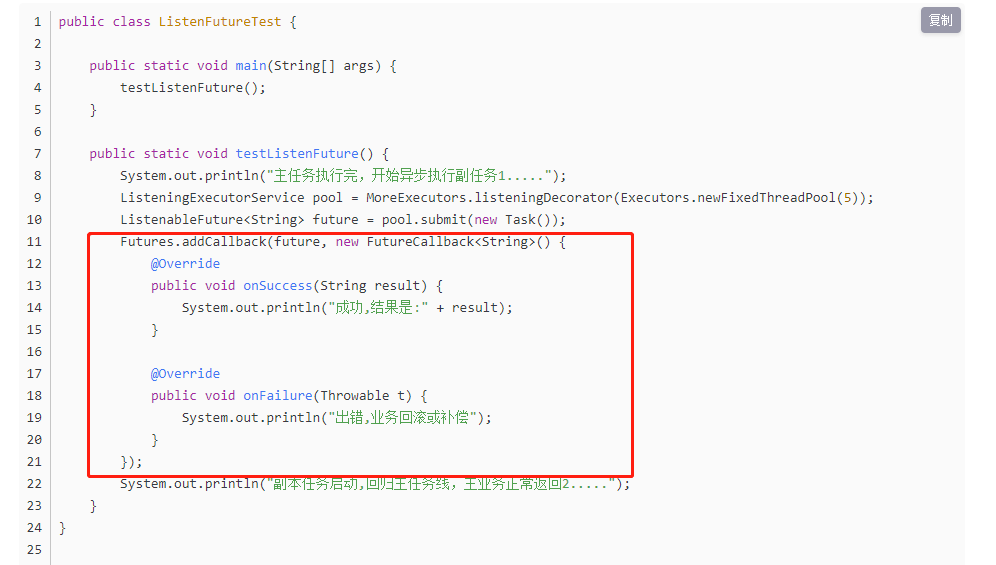 复制
1 public class ListenFutureTest {
2
3 public static void main(String[] args) {
4 testListenFuture();
5 }
6
7 public static void testListenFuture() {
8 System.out.println("主任务执行完，开始异步执行副任务1.....");
9 ListeningExecutorService pool = MoreExecutors.listeningDecorator(Executors.newFixedThreadPool(5));
10 ListenableFuture<String> future = pool.submit(new Task());
11 Futures.addCallback(future, new FutureCallback<String>() {
12 @Override
13 public void onSuccess(String result) {
14 System.out.println("成功,结果是:" + result);
15 }
16
17 @Override
18 public void onFailure(Throwable t) {
19 System.out.println("出错,业务回滚或补偿");
20 }
21 });
22 System.out.println("副本任务启动,回归主任务线，主业务正常返回2.....");
23 }
24 }
25